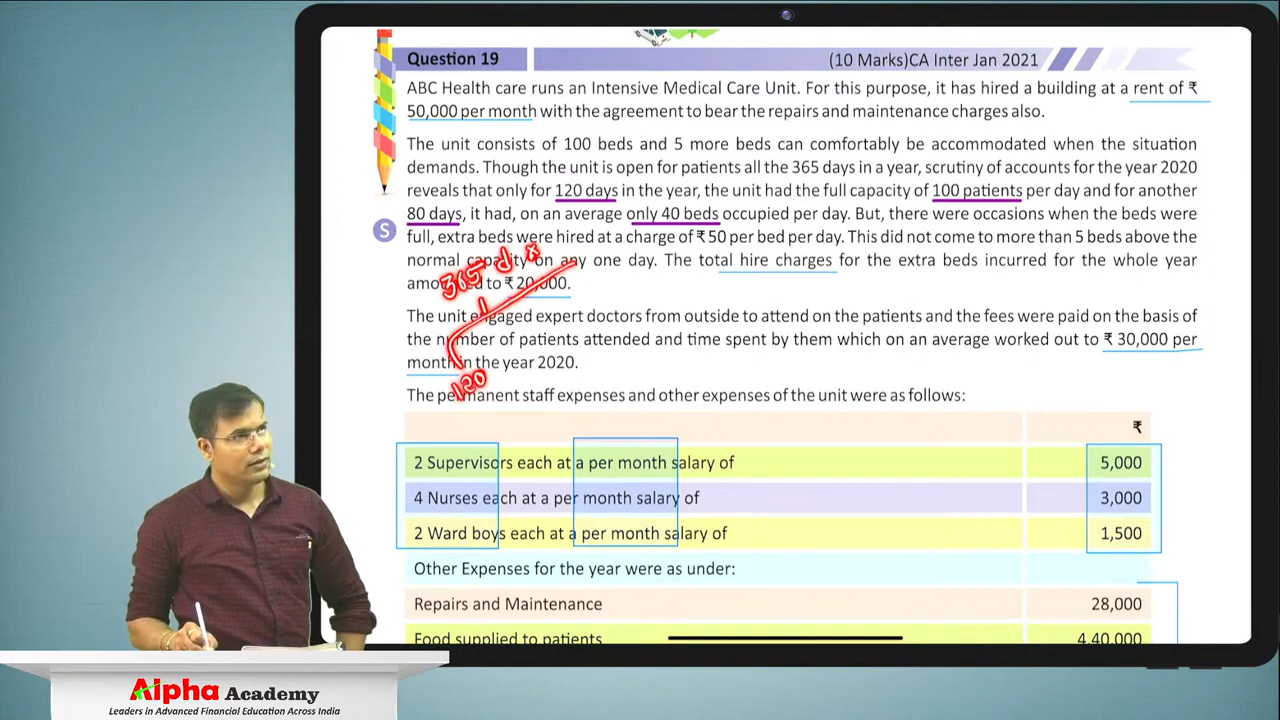 Question 19
(10 Marks)CA Inter Jan 2021
ABC Health care runs an Intensive Medical Care Unit. For this purpose, it has hired a building at a rent of ₹
50,000 per month with the agreement to bear the repairs and maintenance charges also.
The unit consists of 100 beds and 5 more beds can comfortably be accommodated when the situation
demands. Though the unit is open for patients all the 365 days in a year, scrutiny of accounts for the year 2020
reveals that only for 120 days in the year, the unit had the full capacity of 100 patients per day and for another
80 days, it had, on an average only 40 beds occupied per day. But, there were occasions when the beds were
S
full, extra beds were hired at a charge of ₹ 50 per bed per day. This did not come to more than 5 beds above the
normal capacity on any one day. The total hire charges for the extra beds incurred for the whole year
365 d x
amounted to ₹ 20,000.
The unit engaged expert doctors from outside to attend on the patients and the fees were paid on the basis of
the number of patients attended and time spent by them which on an average worked out to ₹ 30,000 per
month in the year 2020.
120
The permanent staff expenses and other expenses of the unit were as follows:
₹
2 Supervisors each at a per month salary of 5,000
4 Nurses each at a per month salary of 3,000
2 Ward boys each at a per month salary of 1,500
Other Expenses for the year were as under:
Repairs and Maintenance 28,000
Food supplied to patients 4,40,000
Alpha Academy
Leaders in Advanced Financial Education Across India